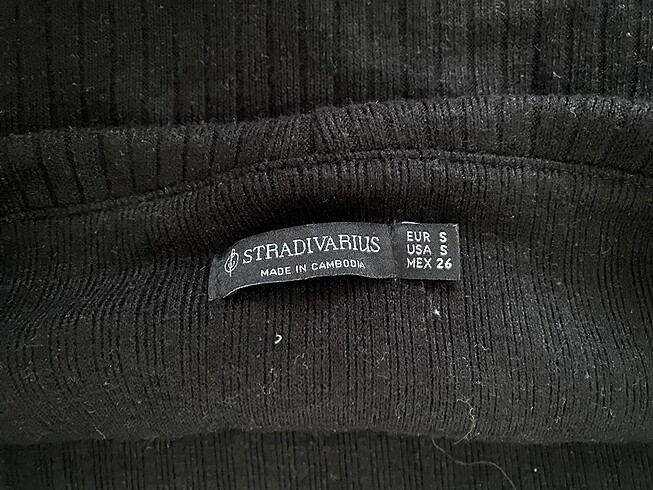 STRADIVARIUS
MADE IN CAMBODIA
EUR S
USA S
MEX 26